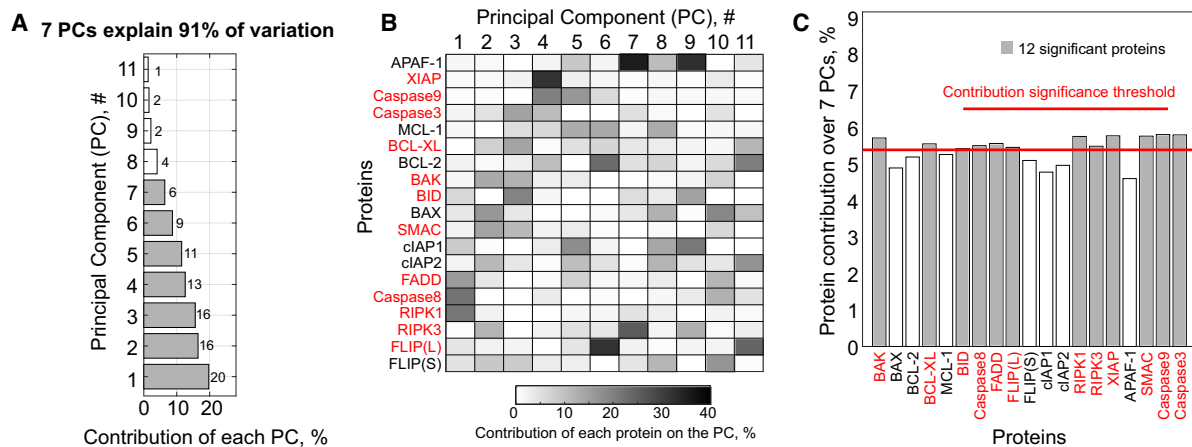 A 7 PCs explain 91% of variation
Principal Component (PC), #
11 1
10 2
9 2
8 4
7 6
6 9
5 11
4 13
3 16
2 16
1 20
0 10 20
Contribution of each PC, %
B Principal Component (PC), #
1 2 3 4 5 6 7 8 9 10 11
Proteins
APAF-1
XIAP
Caspase9
Caspase3
MCL-1
BCL-XL
BCL-2
BAK
BID
BAX
SMAC
cIAP1
cIAP2
FADD
Caspase8
RIPK1
RIPK3
FLIP(L)
FLIP(S)
0 10 20 30 40
Contribution of each protein on the PC, %
C
Protein contribution over 7 PCs, %
9
8
7
6
5
4
3
2
1
0
12 significant proteins
Contribution significance threshold
BAK
BAX
BCL-2
BCL-XL
MCL-1
BID
Caspase8
FADD
FLIP(L)
FLIP(S)
cIAP1
cIAP2
RIPK1
RIPK3
XIAP
APAF-1
SMAC
Caspase9
Caspase3
Proteins